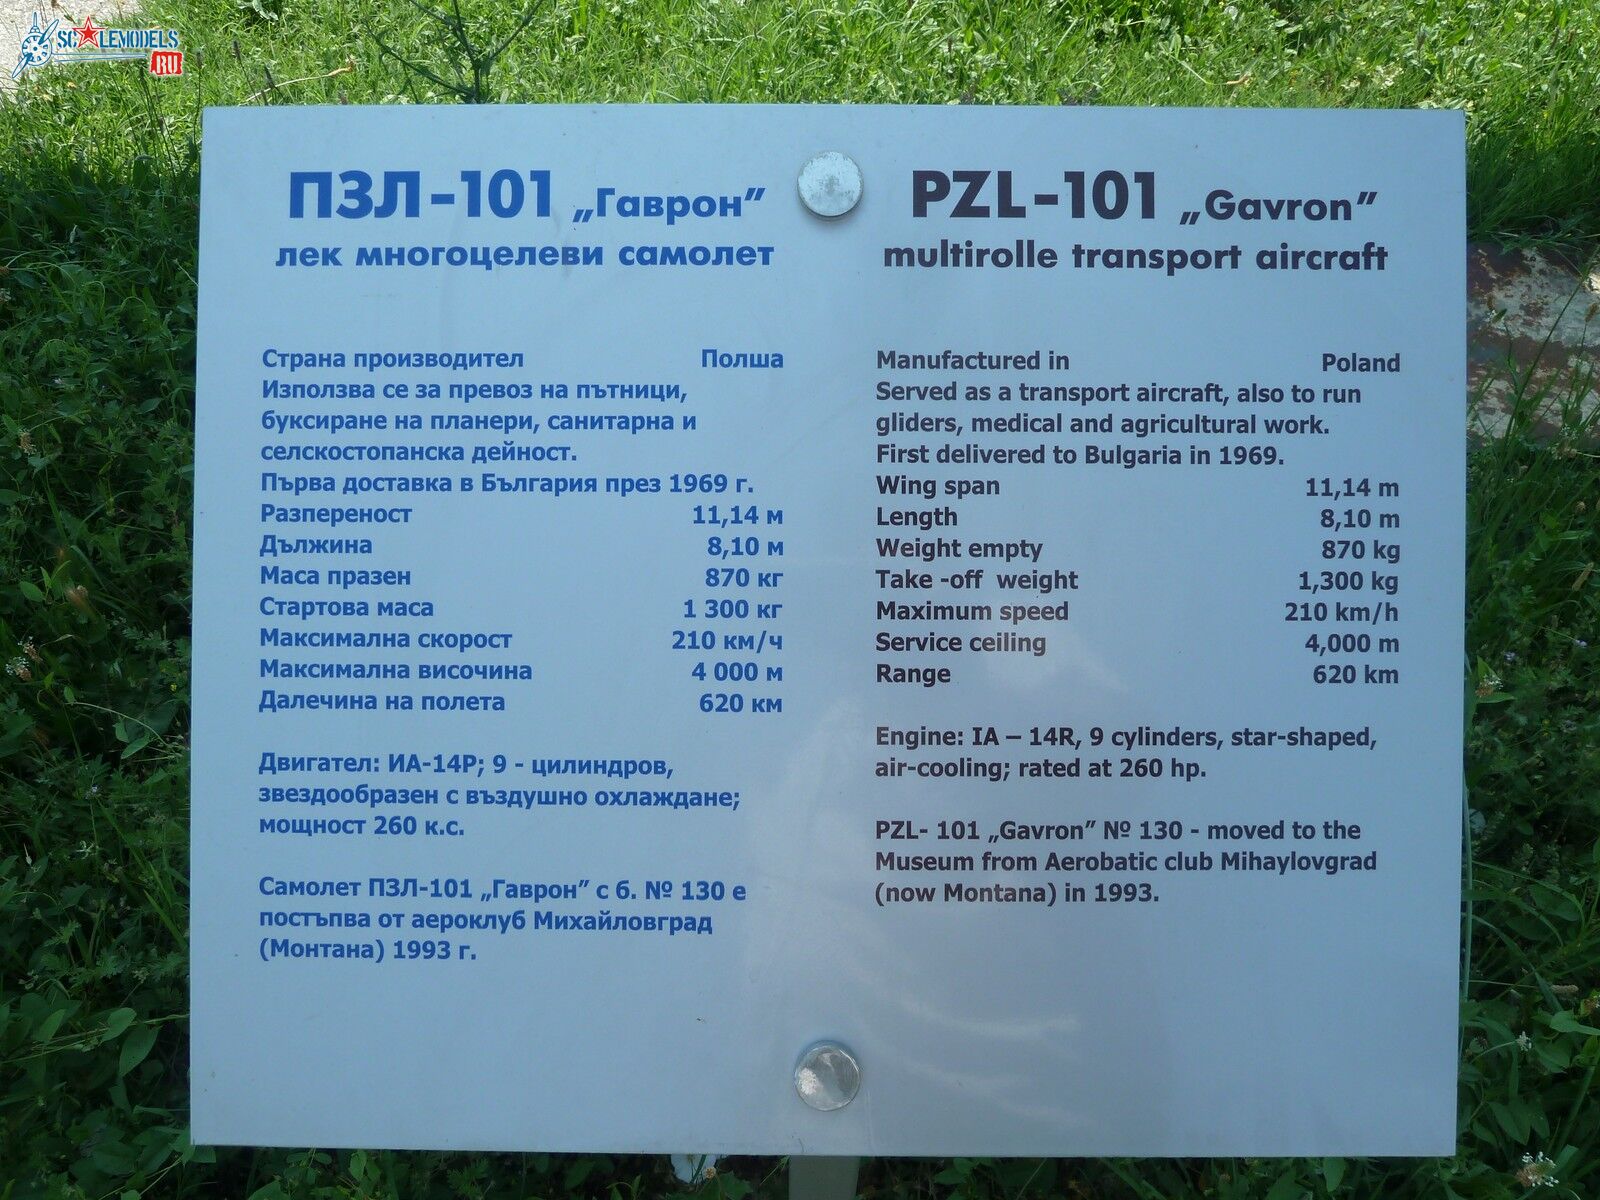 SCALEMODELS
RU
ПЗЛ-101 „Гаврон”
лек многоцелеви самолет
Страна производител Полша
Използва се за превоз на пътници,
буксиране на планери, санитарна и
селскостопанска дейност.
Първа доставка в България през 1969 г.
Разпереност 11,14 м
Дължина 8,10 м
Маса празен 870 кг
Стартова маса 1 300 кг
Максимална скорост 210 км/ч
Максимална височина 4 000 м
Далечина на полета 620 км
Двигател: ИА-14Р; 9 - цилиндров,
звездообразен с въздушно охлаждане;
мощност 260 к.с.
Самолет ПЗЛ-101 „Гаврон” с б. № 130 е
постъпва от аероклуб Михайловград
(Монтана) 1993 г.
PZL-101 „Gavron”
multirolle transport aircraft
Manufactured in Poland
Served as a transport aircraft, also to run
gliders, medical and agricultural work.
First delivered to Bulgaria in 1969.
Wing span 11,14 m
Length 8,10 m
Weight empty 870 kg
Take -off weight 1,300 kg
Maximum speed 210 km/h
Service ceiling 4,000 m
Range 620 km
Engine: IA – 14R, 9 cylinders, star-shaped,
air-cooling; rated at 260 hp.
PZL- 101 „Gavron” № 130 - moved to the
Museum from Aerobatic club Mihaylovgrad
(now Montana) in 1993.